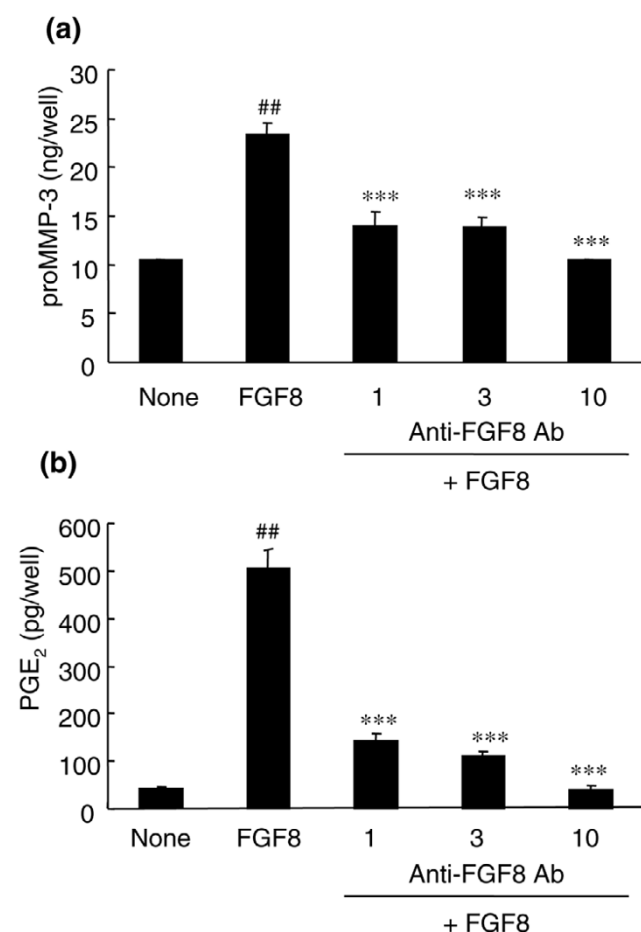 (a)
proMMP-3 (ng/well)
30
25
20
15
10
5
0
##
***
***
***
None FGF8 1 3 10
Anti-FGF8 Ab
+ FGF8
(b)
PGE2 (pg/well)
600
500
400
300
200
100
0
##
***
***
***
None FGF8 1 3 10
Anti-FGF8 Ab
+ FGF8